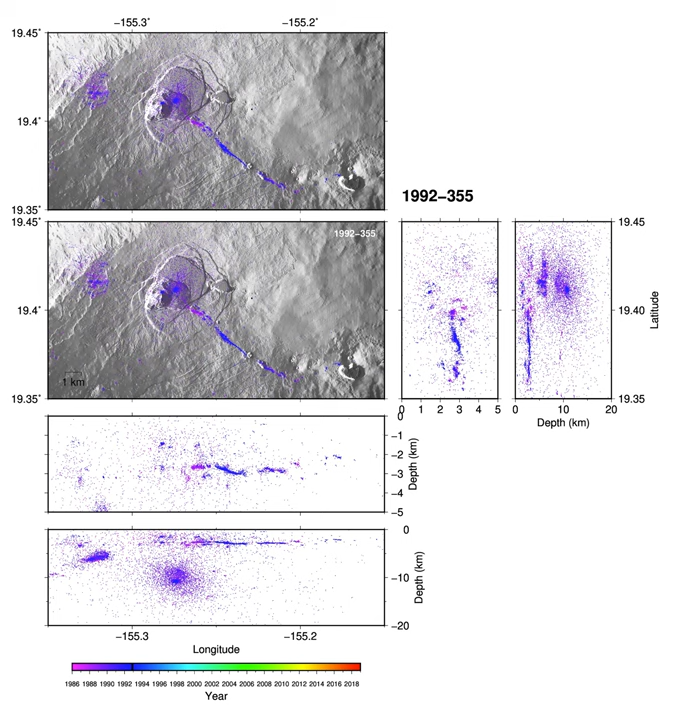 −155.3˚ −155.2˚
19.45˚
19.4˚
19.35˚
1992−355
19.45˚
19.4˚
19.35˚
1992−355
1 km
19.45
19.40
19.35
Latitude
0 1 2 3 4 5
0 10 20
Depth (km)
0
−1
−2
−3
−4
−5
Depth (km)
0
−10
−20
Depth (km)
−155.3 −155.2
Longitude
1986 1988 1990 1992 1994 1996 1998 2000 2002 2004 2006 2008 2010 2012 2014 2016 2018
Year